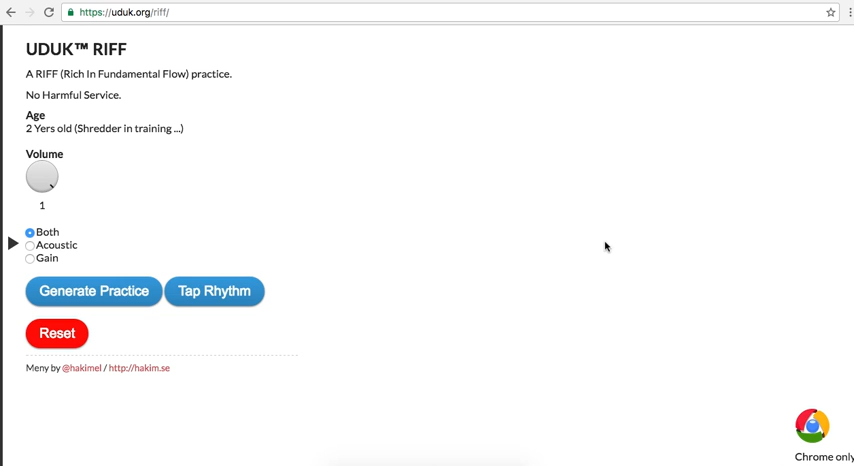 https://uduk.org/riff/
UDUK™ RIFF
A RIFF (Rich In Fundamental Flow) practice.
No Harmful Service.
Age
2 Yers old (Shredder in training ...)
Volume
1
Both
Acoustic
Gain
Generate Practice Tap Rhythm
Reset
Meny by @hakimel / http://hakim.se
Chrome only